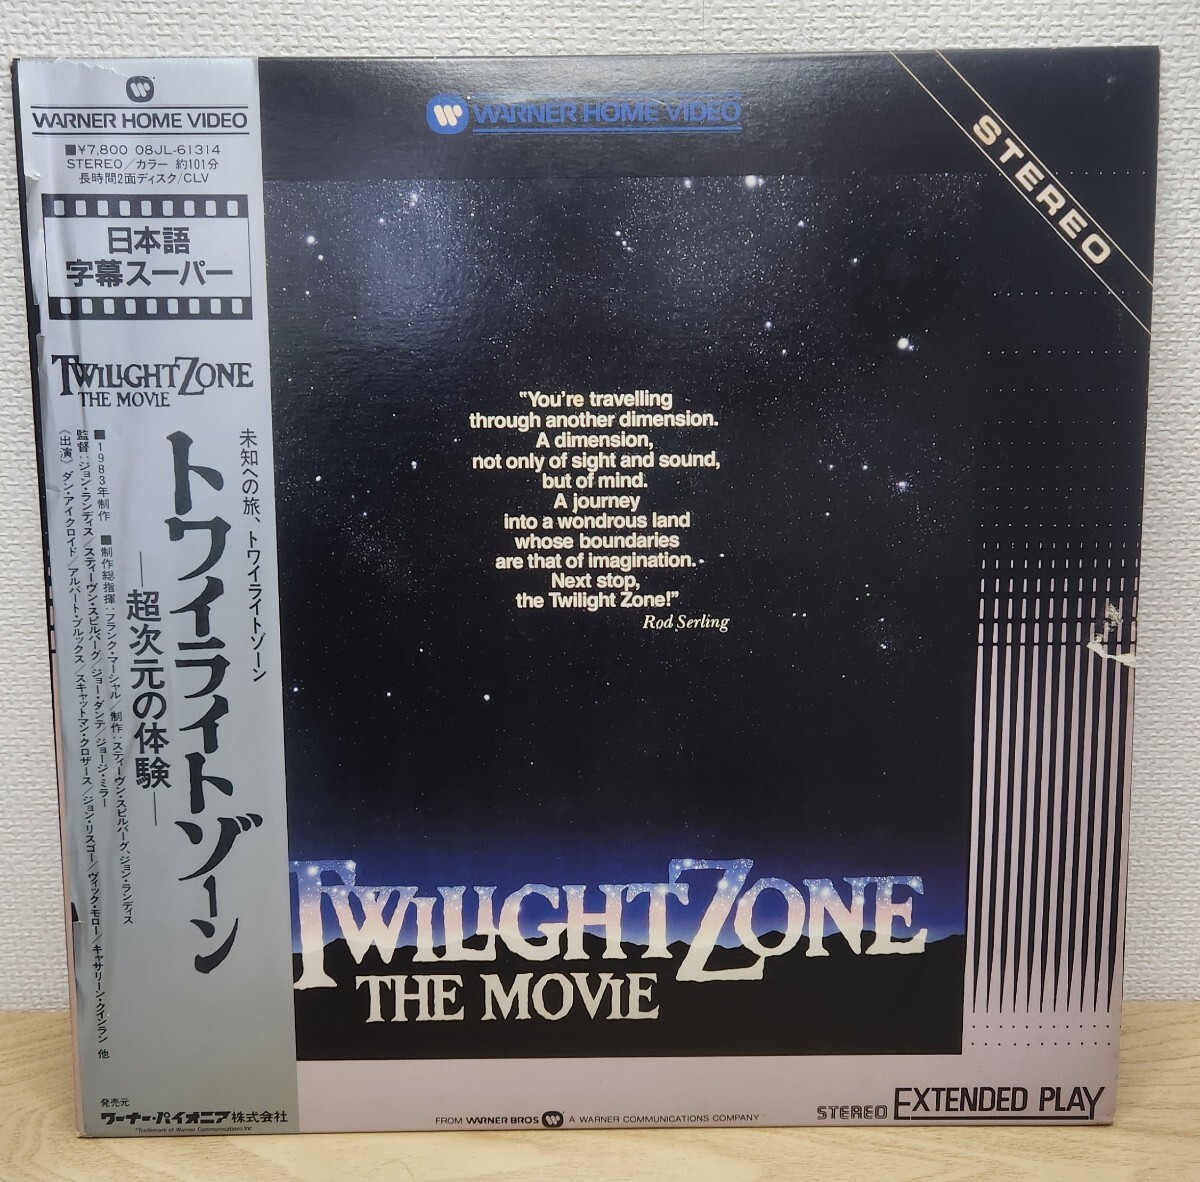 WARNER HOME VIDEO
■¥7,800 08JL-61314
STEREO/カラー 約101分
長時間2面ディスク/CLV
日本語
字幕スーパー
TWILIGHT ZONE
THE MOVIE
未知への旅、トワイライトゾーン
トワイライトゾーン
—超次元の体験—
■1983年制作 ■制作総指揮:フランク・マーシャル/制作:スティーヴン・スピルバーグ、ジョン・ランディス
監督:ジョン・ランディス/スティーヴン・スピルバーグ/ジョー・ダンテ/ジョージ・ミラー
《出演》ダン・アイクロイド/アルバート・ブルックス/スキャットマン・クロザース/ジョン・リスゴー/ヴィック・モロー/キャサリーン・クインラン 他
発売元
ワーナー・パイオニア株式会社
*Trademark of Warner Communications Inc
WARNER HOME VIDEO
STEREO
"You're travelling
through another dimension.
A dimension,
not only of sight and sound,
but of mind.
A journey
into a wondrous land
whose boundaries
are that of imagination.
Next stop,
the Twilight Zone!"
Rod Serling
TWILIGHT ZONE
THE MOVIE
FROM WARNER BROS A WARNER COMMUNICATIONS COMPANY
STEREO EXTENDED PLAY